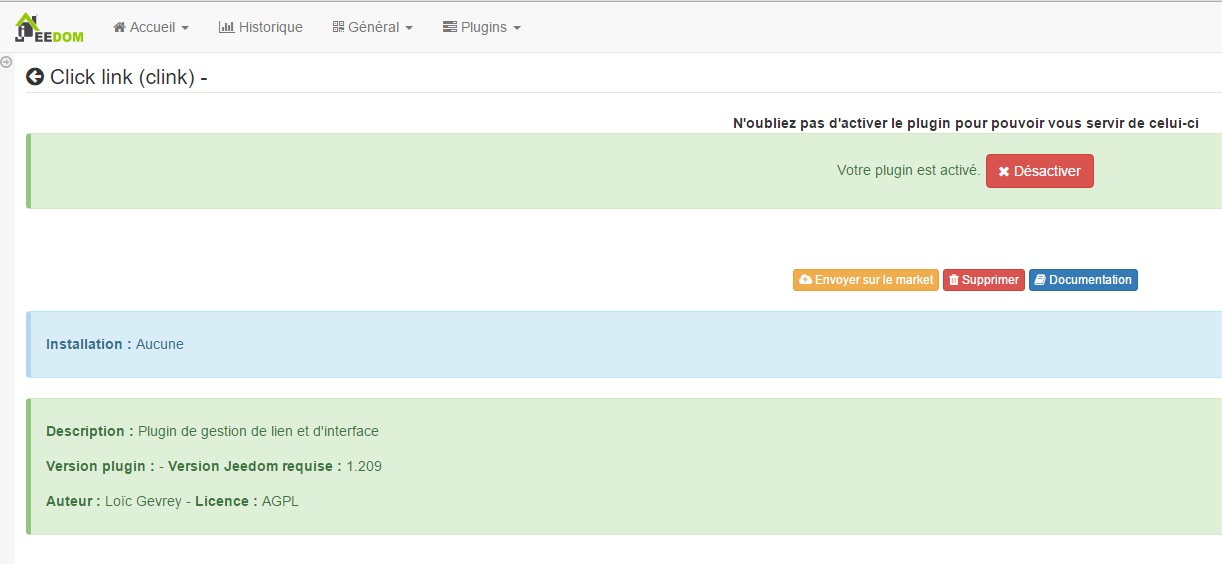 JEEDOM Accueil Historique Général Plugins
Click link (clink) -
N'oubliez pas d'activer le plugin pour pouvoir vous servir de celui-ci
Votre plugin est activé. Désactiver
Envoyer sur le market Supprimer Documentation
Installation : Aucune
Description : Plugin de gestion de lien et d'interface
Version plugin : - Version Jeedom requise : 1.209
Auteur : Loïc Gevrey - Licence : AGPL